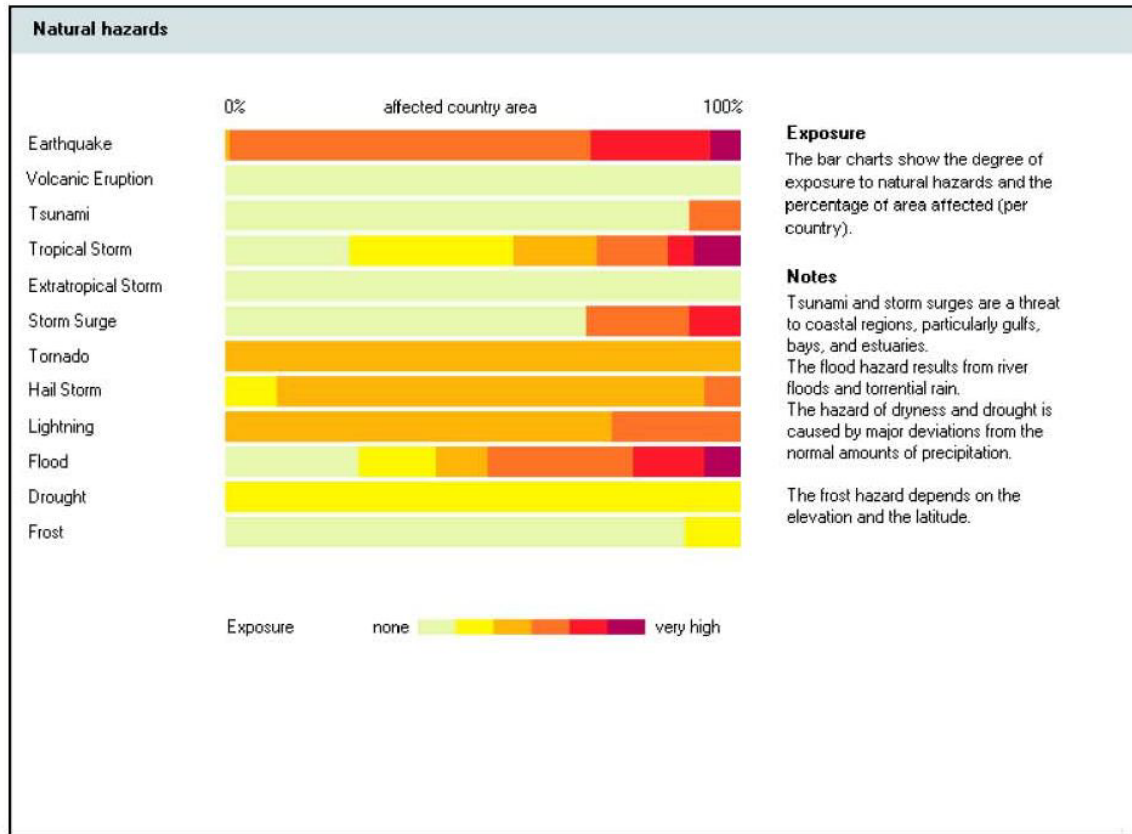 Natural hazards
0% affected country area 100%
Earthquake
Volcanic Eruption
Tsunami
Tropical Storm
Extratropical Storm
Storm Surge
Tornado
Hail Storm
Lightning
Flood
Drought
Frost
Exposure none very high
Exposure
The bar charts show the degree of
exposure to natural hazards and the
percentage of area affected (per
country).
Notes
Tsunami and storm surges are a threat
to coastal regions, particularly gulfs,
bays, and estuaries.
The flood hazard results from river
floods and torrential rain.
The hazard of dryness and drought is
caused by major deviations from the
normal amounts of precipitation.
The frost hazard depends on the
elevation and the latitude.